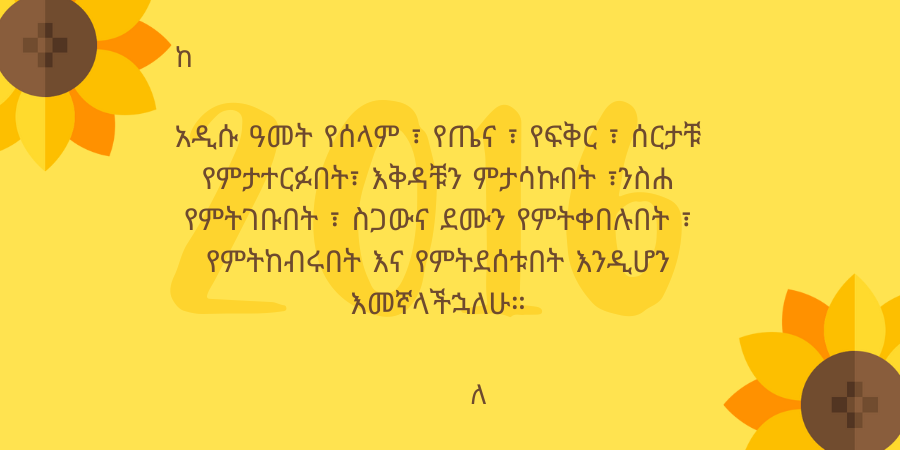 ከ
2016
አዲሱ ዓመት የሰላም ፣ የጤና ፣ የፍቅር ፣ ሰርታቹ
የምታተርፉበት፣ እቅዳቹን ምታሳኩበት ፣ንስሐ
የምትገቡበት ፣ ስጋውና ደሙን የምትቀበሉበት ፣
የምትከብሩበት እና የምትደሰቱበት እንዲሆን
እመኛላችኋለሁ።
ለ